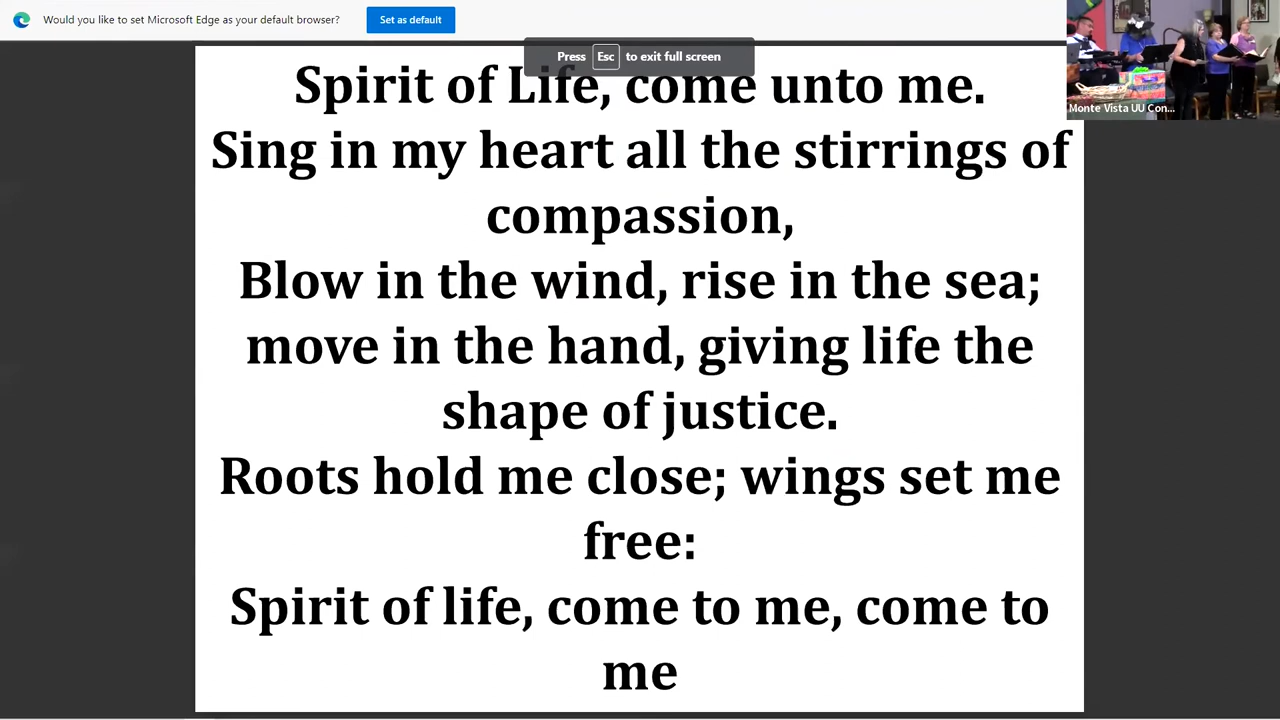 Would you like to set Microsoft Edge as your default browser?
Set as default
Press Esc to exit full screen
Monte Vista UU Con...
Spirit of Life, come unto me.
Sing in my heart all the stirrings of
compassion,
Blow in the wind, rise in the sea;
move in the hand, giving life the
shape of justice.
Roots hold me close; wings set me
free:
Spirit of life, come to me, come to
me